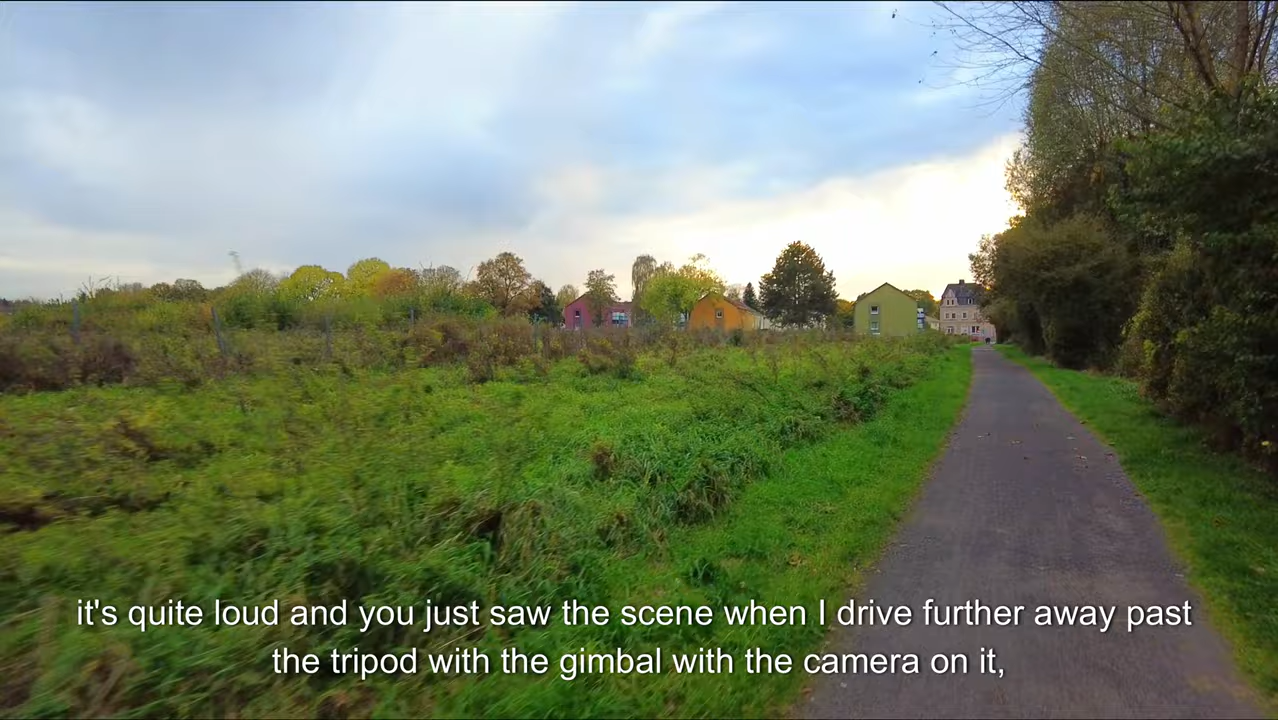 it's quite loud and you just saw the scene when I drive further away past
the tripod with the gimbal with the camera on it,